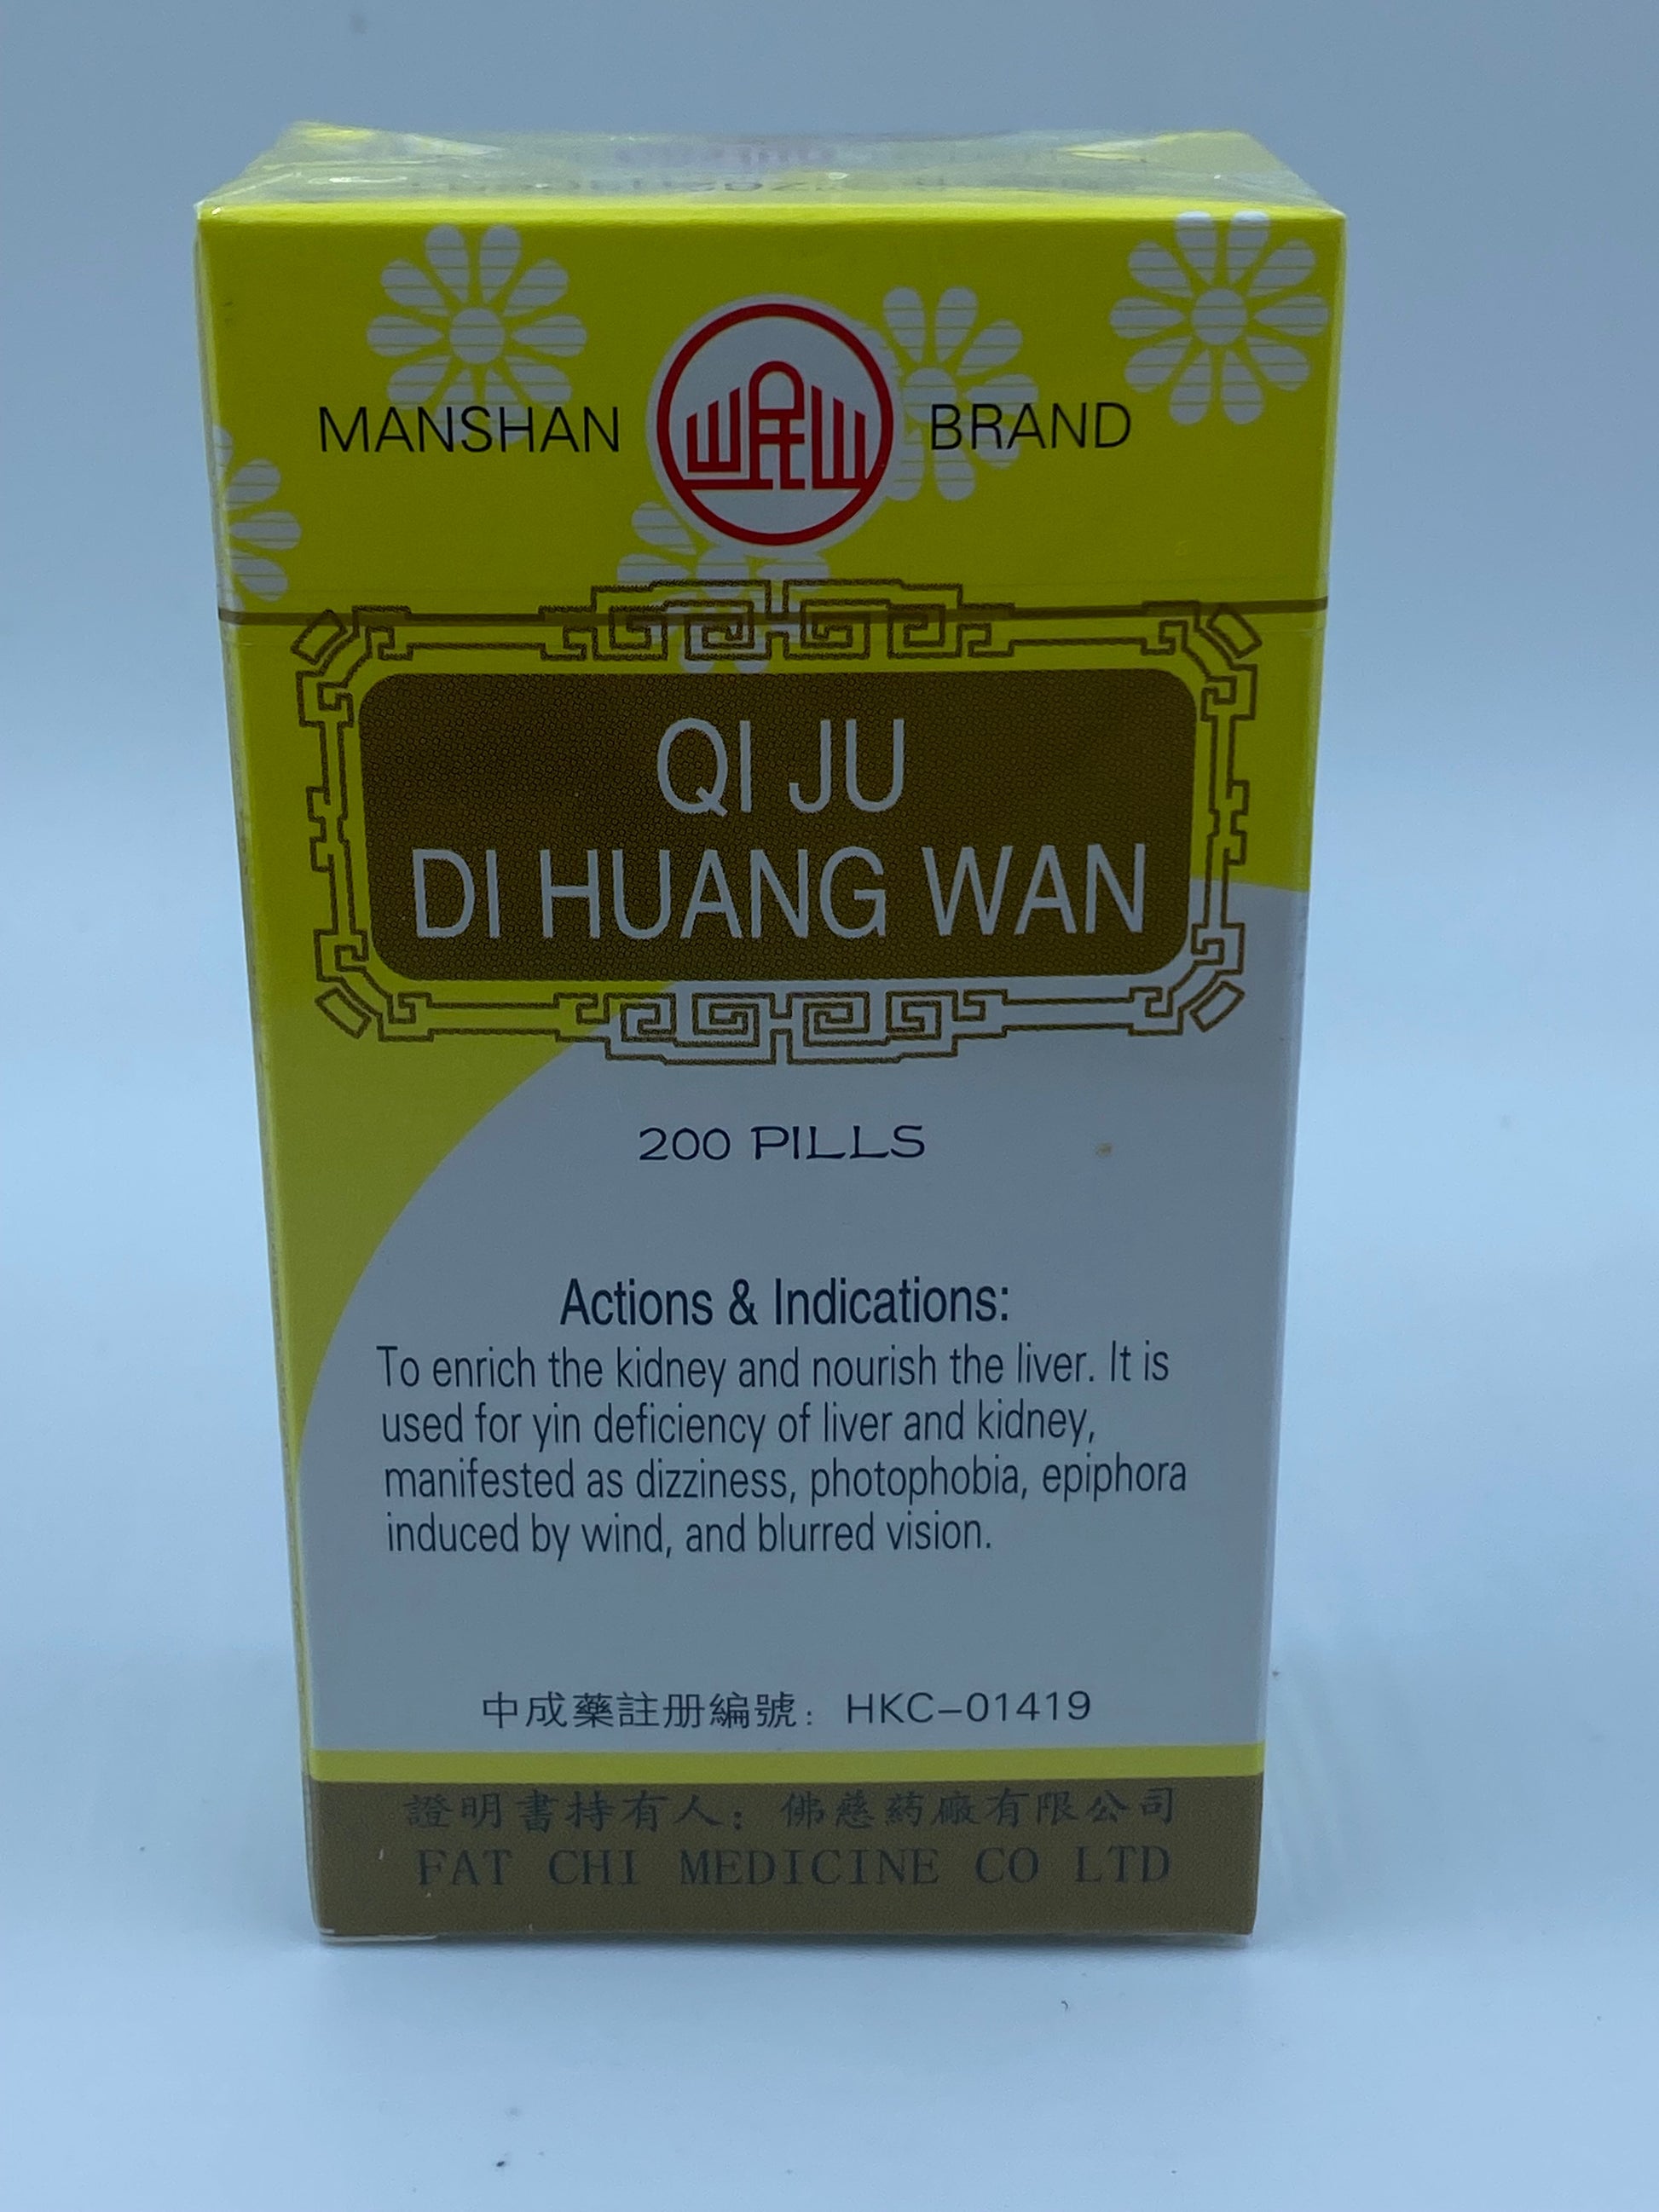 MANSHAN 岷山 BRAND
QI JU
DI HUANG WAN
200 PILLS
Actions & Indications:
To enrich the kidney and nourish the liver. It is
used for yin deficiency of liver and kidney,
manifested as dizziness, photophobia, epiphora
induced by wind, and blurred vision.
中成藥註册編號：HKC-01419
證明書持有人：佛慈葯廠有限公司
FAT CHI MEDICINE CO LTD